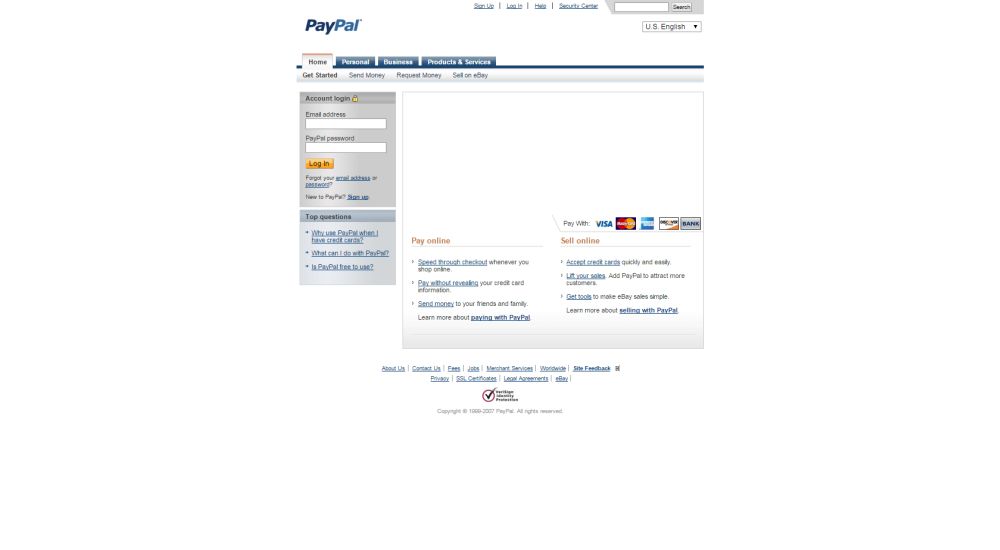 Sign Up | Log In | Help | Security Center Search
PayPal
U.S. English
Home Personal Business Products & Services
Get Started Send Money Request Money Sell on eBay
Account login
Email address
PayPal password
Log In
Forgot your email address or
password?
New to PayPal? Sign up.
Top questions
Why use PayPal when I
have credit cards?
What can I do with PayPal?
Is PayPal free to use?
Pay With: VISA MasterCard DISCOVER BANK
Pay online
Speed through checkout whenever you
shop online.
Pay without revealing your credit card
information.
Send money to your friends and family.
Learn more about paying with PayPal.
Sell online
Accept credit cards quickly and easily.
Lift your sales. Add PayPal to attract more
customers.
Get tools to make eBay sales simple.
Learn more about selling with PayPal.
About Us | Contact Us | Fees | Jobs | Merchant Services | Worldwide | Site Feedback
Privacy | SSL Certificates | Legal Agreements | eBay |
VeriSign
Identity
Protection
Copyright © 1999-2007 PayPal. All rights reserved.